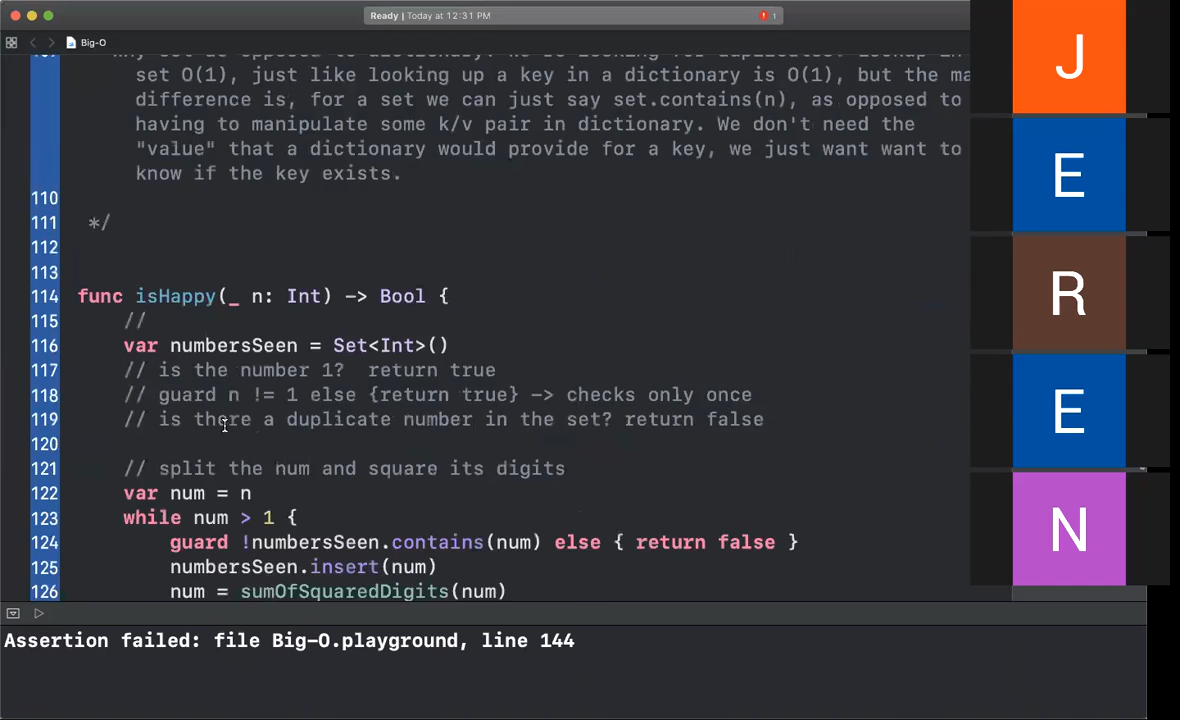 Ready | Today at 12:31 PM
1
Big-O
set O(1), just like looking up a key in a dictionary is O(1), but the ma
difference is, for a set we can just say set.contains(n), as opposed to
having to manipulate some k/v pair in dictionary. We don't need the
"value" that a dictionary would provide for a key, we just want want to
know if the key exists.
110
111 */
112
113
114 func isHappy(_ n: Int) -> Bool {
115 //
116 var numbersSeen = Set<Int>()
117 // is the number 1?  return true
118 // guard n != 1 else {return true} -> checks only once
119 // is there a duplicate number in the set? return false
120
121 // split the num and square its digits
122 var num = n
123 while num > 1 {
124 guard !numbersSeen.contains(num) else { return false }
125 numbersSeen.insert(num)
126 num = sumOfSquaredDigits(num)
Assertion failed: file Big-O.playground, line 144
J
E
R
E
N